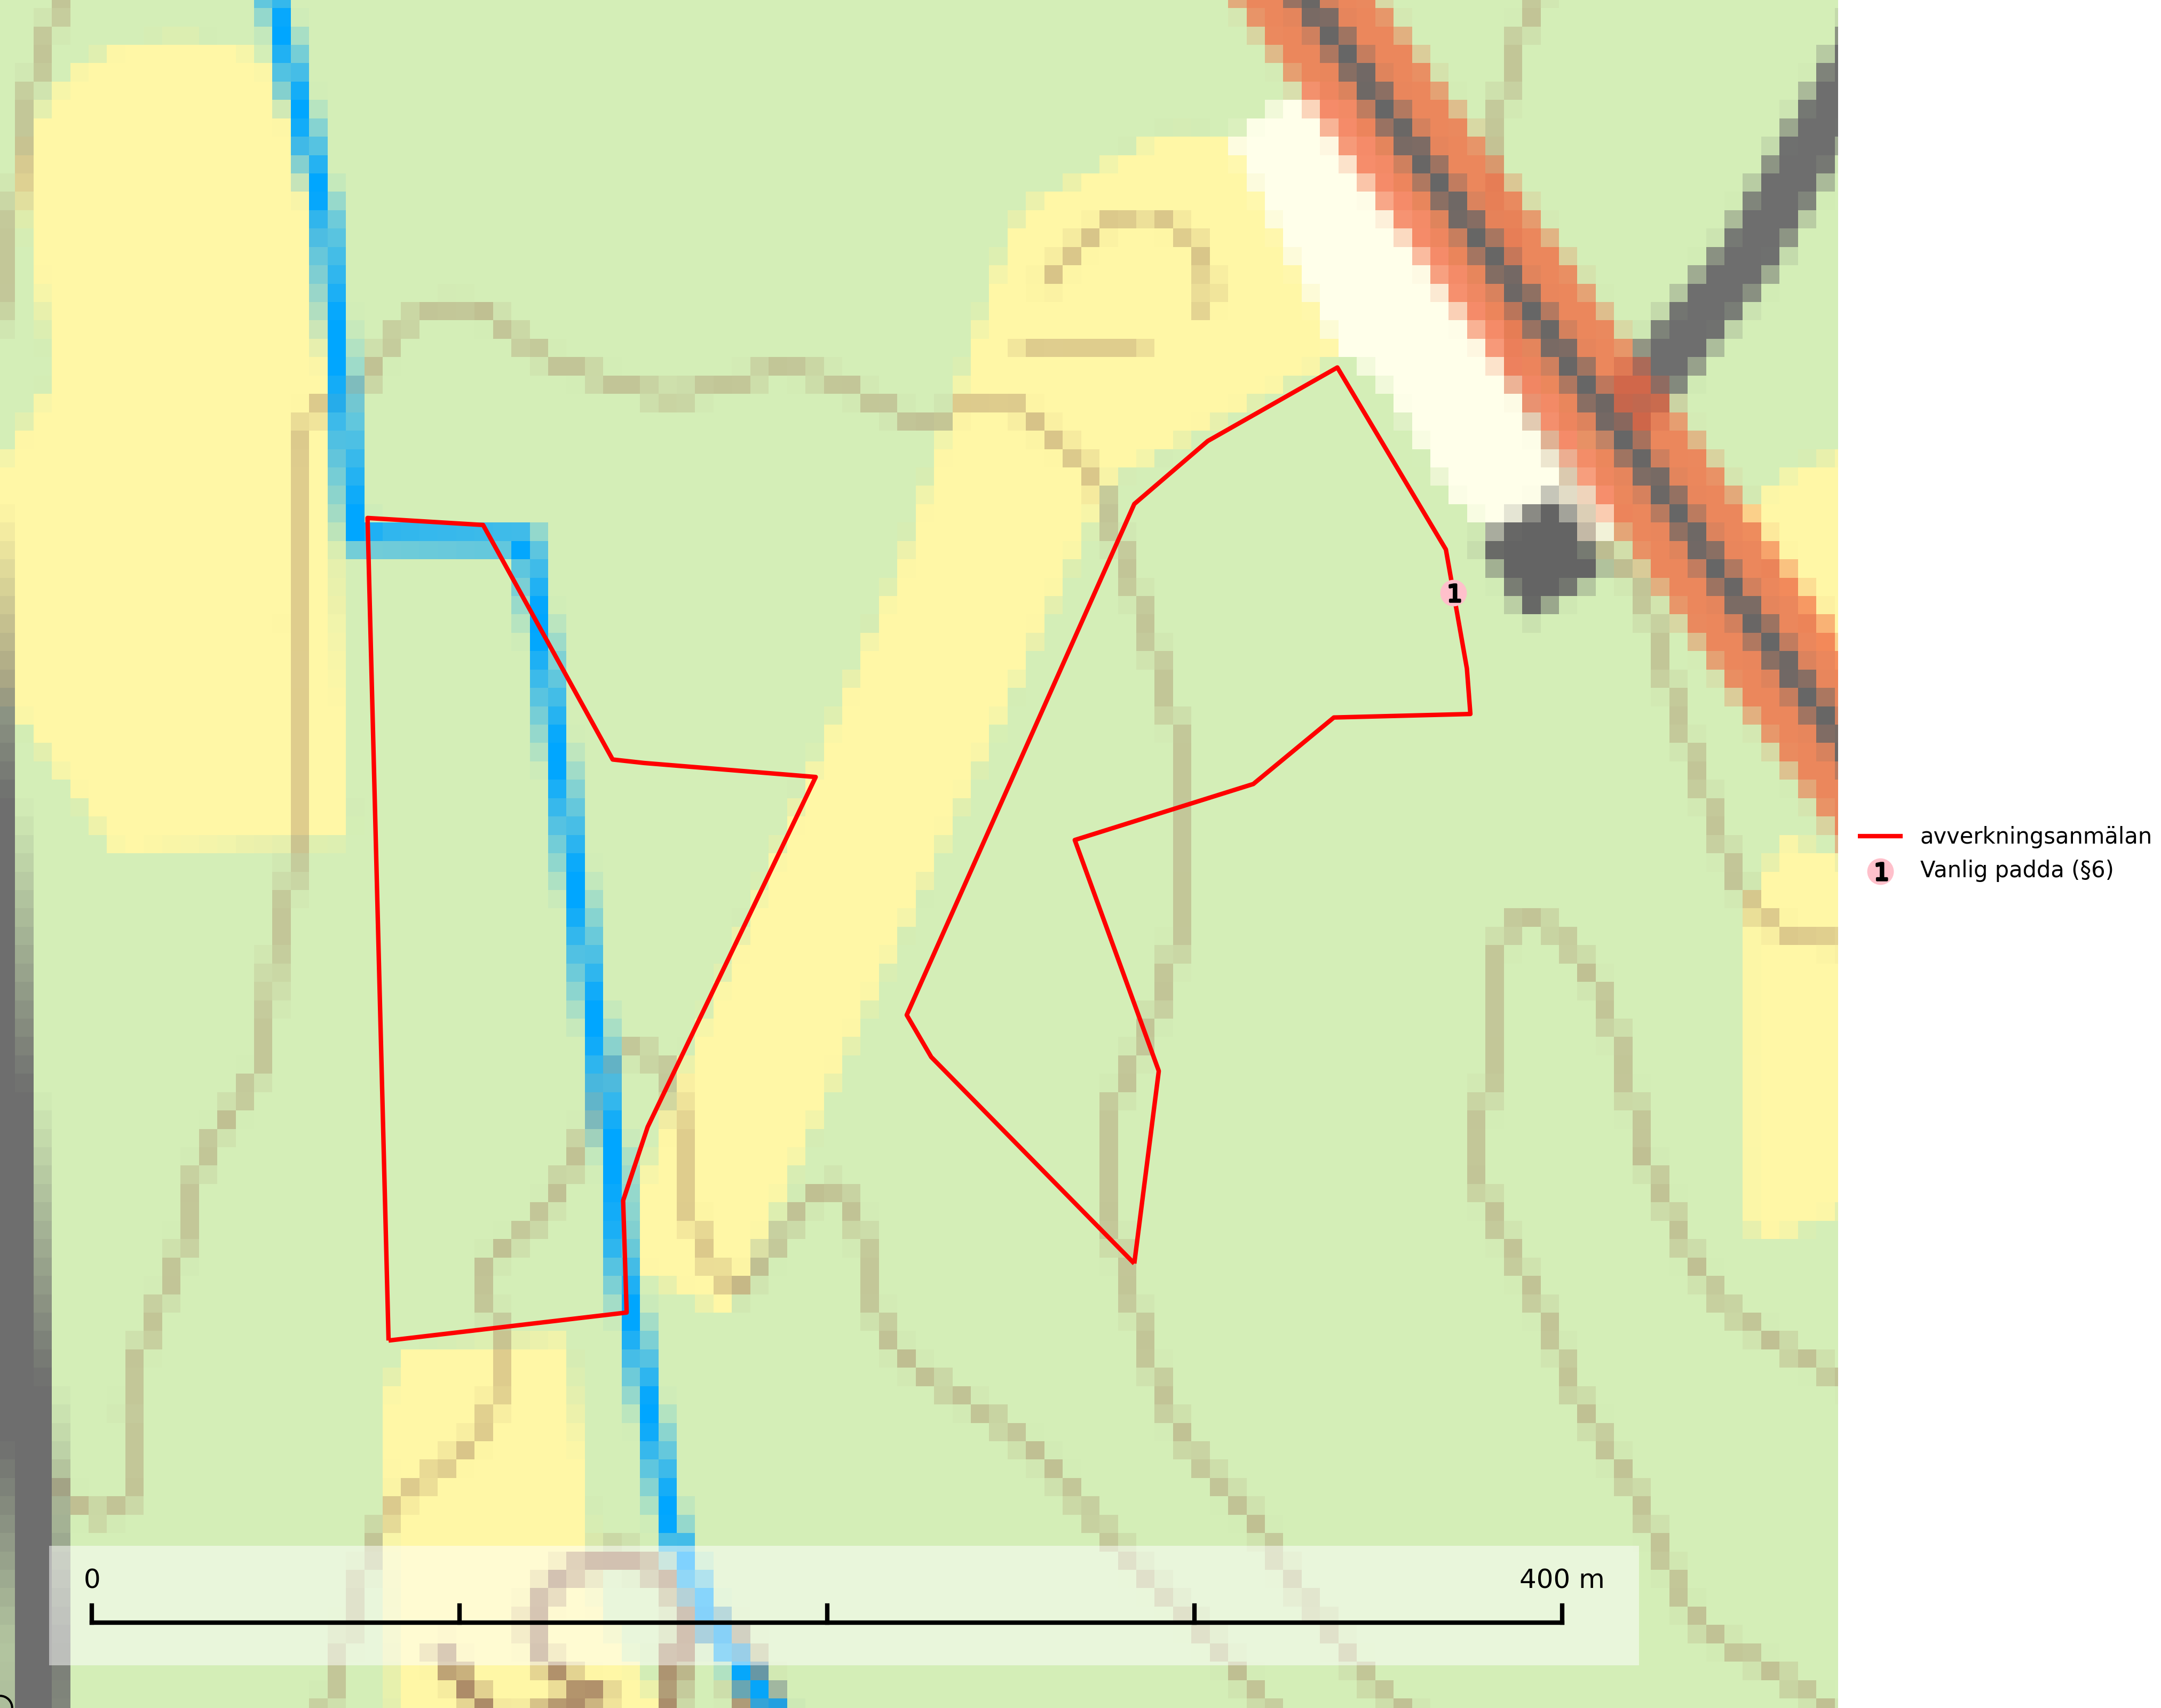 1
avverkningsanmälan
1 Vanlig padda (§6)
0 400 m